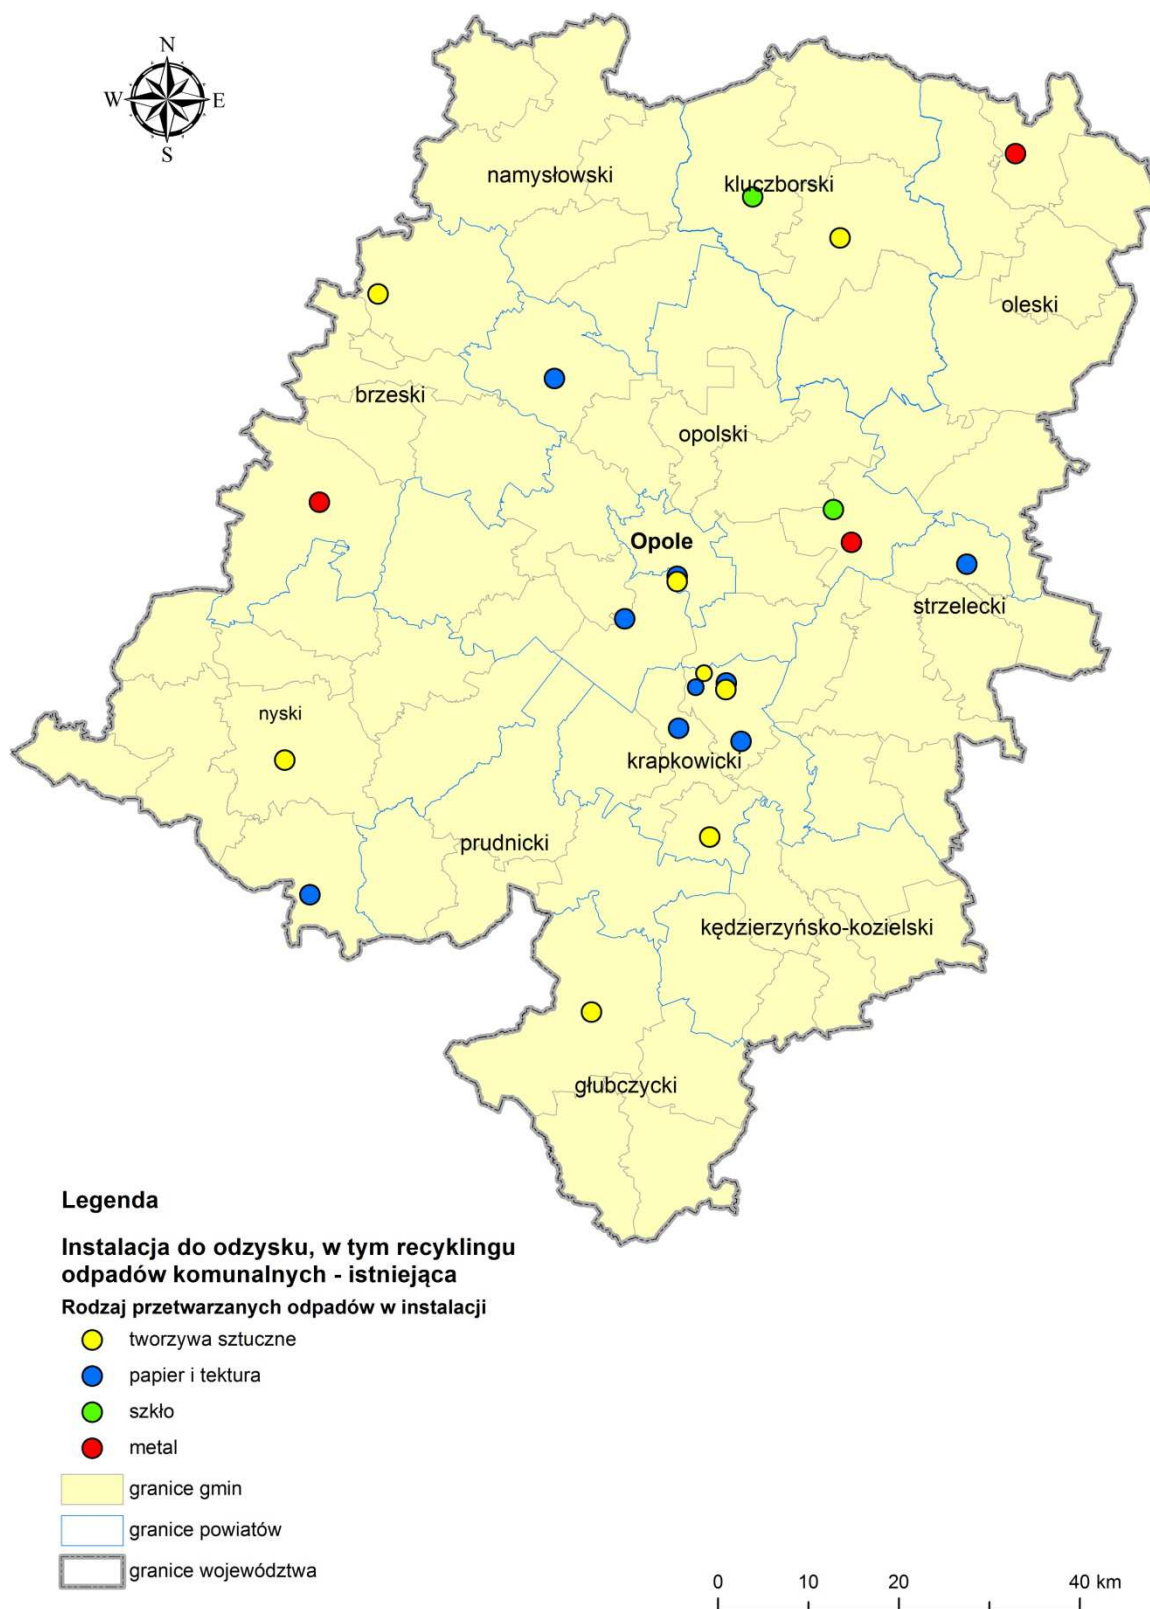 N
W E
S
namysłowski
kluczborski
oleski
brzeski
opolski
Opole
strzelecki
nyski
krapkowicki
prudnicki
kędzierzyńsko-kozielski
głubczycki
Legenda
Instalacja do odzysku, w tym recyklingu
odpadów komunalnych - istniejąca
Rodzaj przetwarzanych odpadów w instalacji
tworzywa sztuczne
papier i tektura
szkło
metal
granice gmin
granice powiatów
granice województwa
0 10 20 40 km